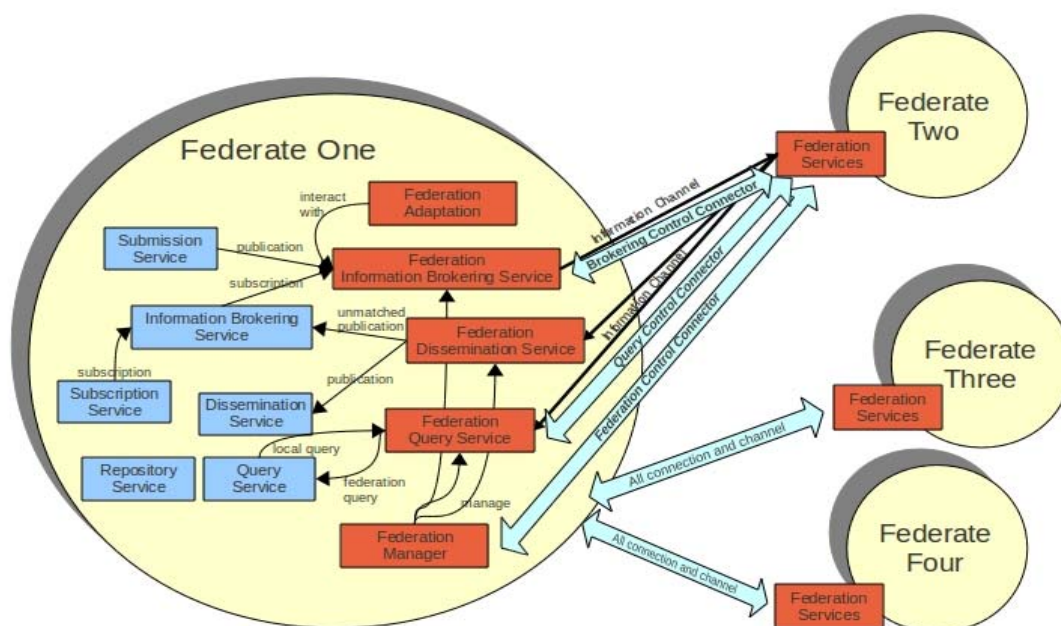 Federate One
Federate
Two
Federation
Services
Federation
Adaptation
interact
with
Submission
Service
publication
Federation
Information Brokering Service
Information Channel
Brokering Control Connector
subscription
Information Brokering
Service
unmatched
publication
Federation
Dissemination Service
Information Channel
Query Control Connector
Federation Control Connector
subscription
Subscription
Service
publication
Dissemination
Service
Federation
Query Service
local query
Repository
Service
Query
Service
federation
query
manage
Federation
Manager
Federate
Three
Federation
Services
All connection and channel
Federate
Four
All connection and channel
Federation
Services